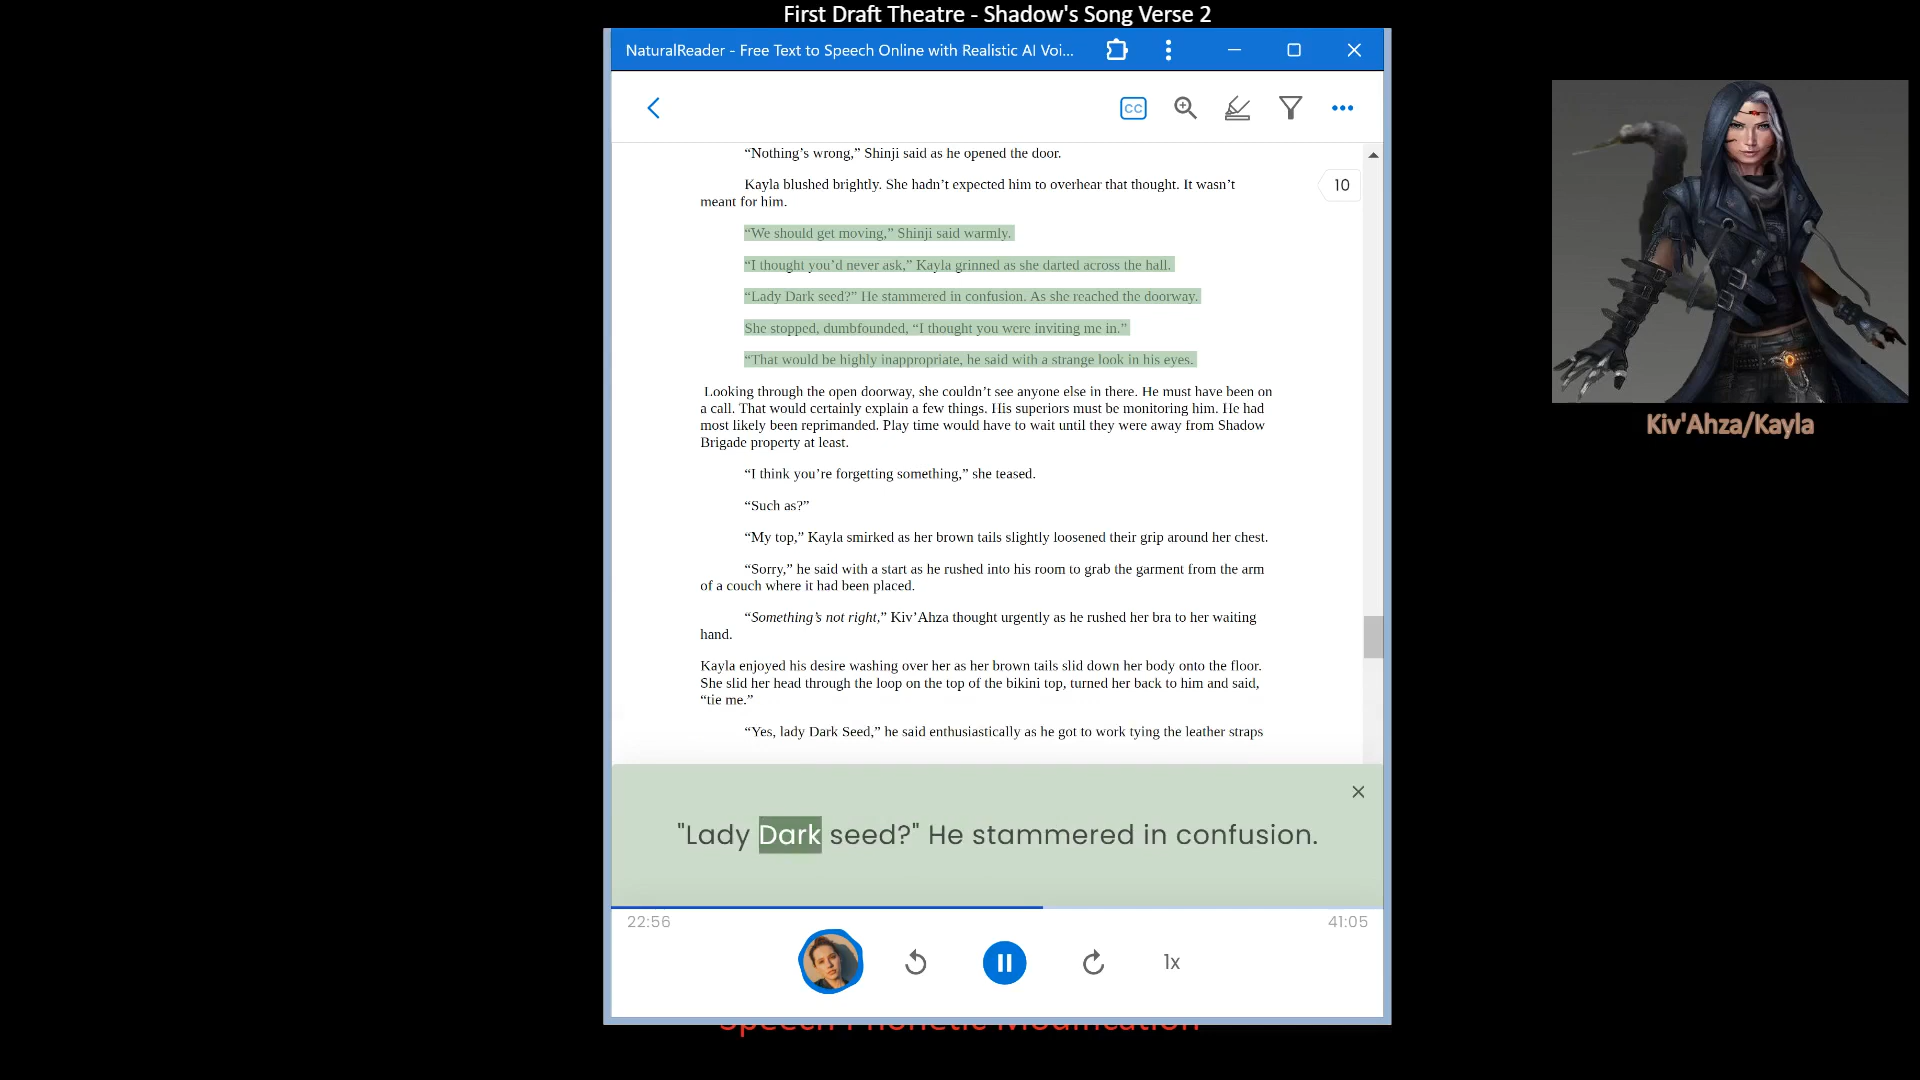 First Draft Theatre - Shadow's Song Verse 2
NaturalReader - Free Text to Speech Online with Realistic AI Voi...
CC
“Nothing’s wrong,” Shinji said as he opened the door.
10
Kayla blushed brightly. She hadn’t expected him to overhear that thought. It wasn’t
meant for him.
“We should get moving,” Shinji said warmly.
“I thought you’d never ask,” Kayla grinned as she darted across the hall.
“Lady Dark seed?” He stammered in confusion. As she reached the doorway.
She stopped, dumbfounded, “I thought you were inviting me in.”
“That would be highly inappropriate, he said with a strange look in his eyes.
Looking through the open doorway, she couldn’t see anyone else in there. He must have been on
a call. That would certainly explain a few things. His superiors must be monitoring him. He had
most likely been reprimanded. Play time would have to wait until they were away from Shadow
Brigade property at least.
“I think you’re forgetting something,” she teased.
“Such as?”
“My top,” Kayla smirked as her brown tails slightly loosened their grip around her chest.
“Sorry,” he said with a start as he rushed into his room to grab the garment from the arm
of a couch where it had been placed.
“Something’s not right,” Kiv’Ahza thought urgently as he rushed her bra to her waiting
hand.
Kayla enjoyed his desire washing over her as her brown tails slid down her body onto the floor.
She slid her head through the loop on the top of the bikini top, turned her back to him and said,
“tie me.”
“Yes, lady Dark Seed,” he said enthusiastically as he got to work tying the leather straps
"Lady Dark seed?" He stammered in confusion.
22:56
41:05
1x
Speech Phonetic Modification
Kiv'Ahza/Kayla